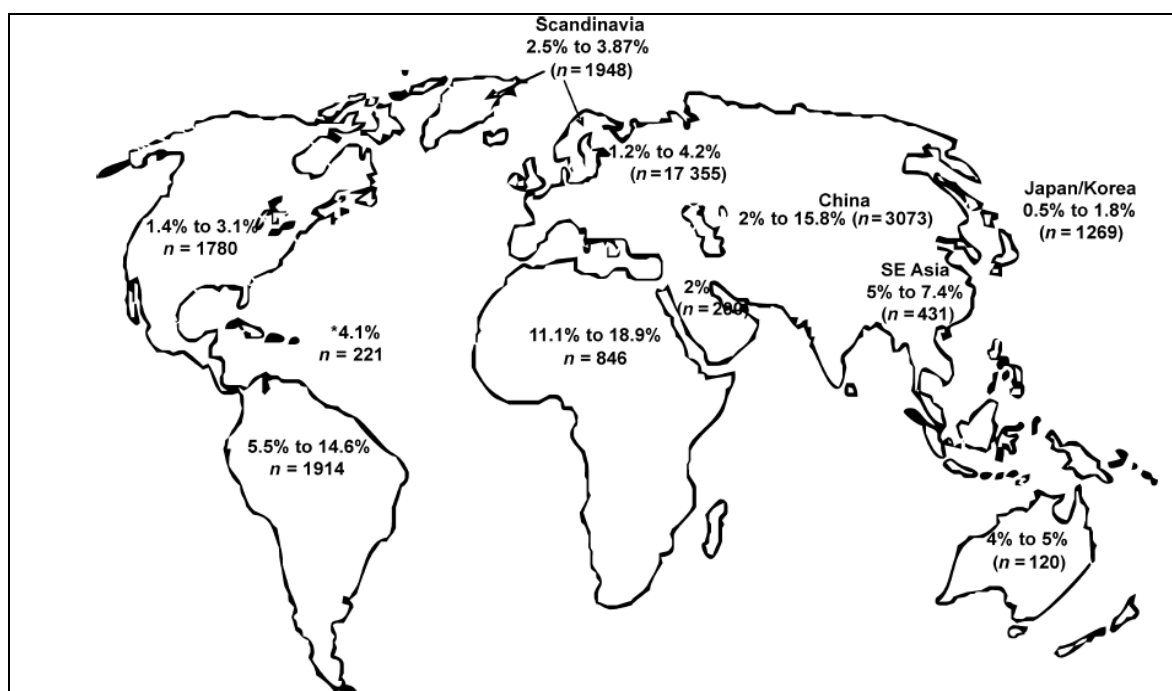 Scandinavia
2.5% to 3.87%
(n = 1948)
1.2% to 4.2%
(n = 17 355)
China
2% to 15.8% (n = 3073)
Japan/Korea
0.5% to 1.8%
(n = 1269)
1.4% to 3.1%
n = 1780
SE Asia
5% to 7.4%
(n = 431)
2%
(n = 200)
*4.1%
n = 221
11.1% to 18.9%
n = 846
5.5% to 14.6%
n = 1914
4% to 5%
(n = 120)